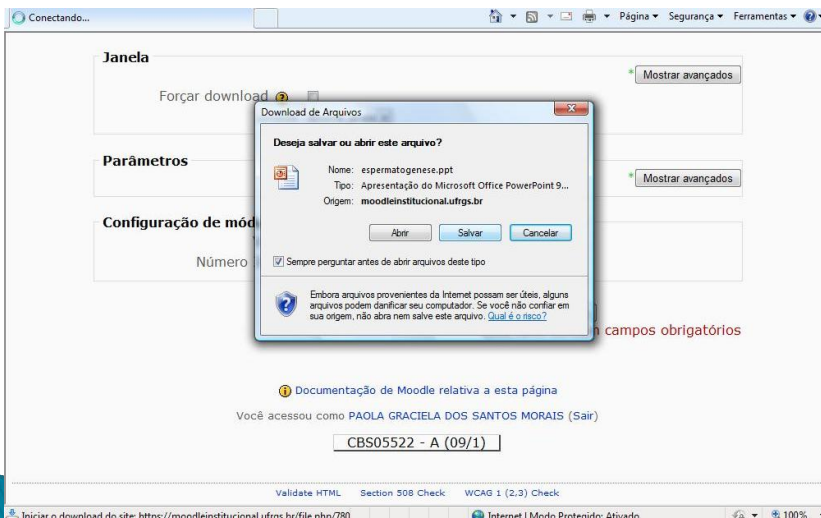 Conectando...
Página Segurança Ferramentas
Janela
* Mostrar avançados
Forçar download
Download de Arquivos
Deseja salvar ou abrir este arquivo?
Nome: espermatogenese.ppt
Tipo: Apresentação do Microsoft Office PowerPoint 9...
Origem: moodleinstitucional.ufrgs.br
Abrir Salvar Cancelar
Sempre perguntar antes de abrir arquivos deste tipo
Embora arquivos provenientes da Internet possam ser úteis, alguns
arquivos podem danificar seu computador. Se você não confiar em
sua origem, não abra nem salve este arquivo. Qual é o risco?
Parâmetros
* Mostrar avançados
Configuração de mód
Número
campos obrigatórios
Documentação de Moodle relativa a esta página
Você acessou como PAOLA GRACIELA DOS SANTOS MORAIS (Sair)
CBS05522 - A (09/1)
Validate HTML Section 508 Check WCAG 1 (2,3) Check
Iniciar o download do site: https://moodleinstitucional.ufrgs.br/file.php/780
Internet | Modo Protegido: Ativado
100%